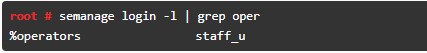 root # semanage login -l | grep oper
%operators staff_u